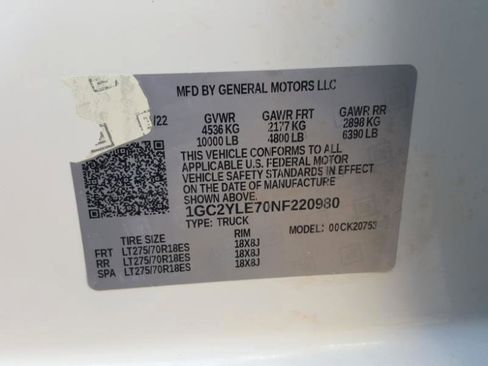 MFD BY GENERAL MOTORS LLC
/22 GVWR GAWR FRT GAWR RR
4536 KG 2177 KG 2898 KG
10000 LB 4800 LB 6390 LB
THIS VEHICLE CONFORMS TO ALL
APPLICABLE U.S. FEDERAL MOTOR
VEHICLE SAFETY STANDARDS IN EFFECT
ON THE DATE OF MANUFACTURE
SHOWN ABOVE.
1GC2YLE70NF220980
TYPE: TRUCK MODEL: 00CK20753
TIRE SIZE RIM
FRT LT275/70R18ES 18X8J
RR LT275/70R18ES 18X8J
SPA LT275/70R18ES 18X8J